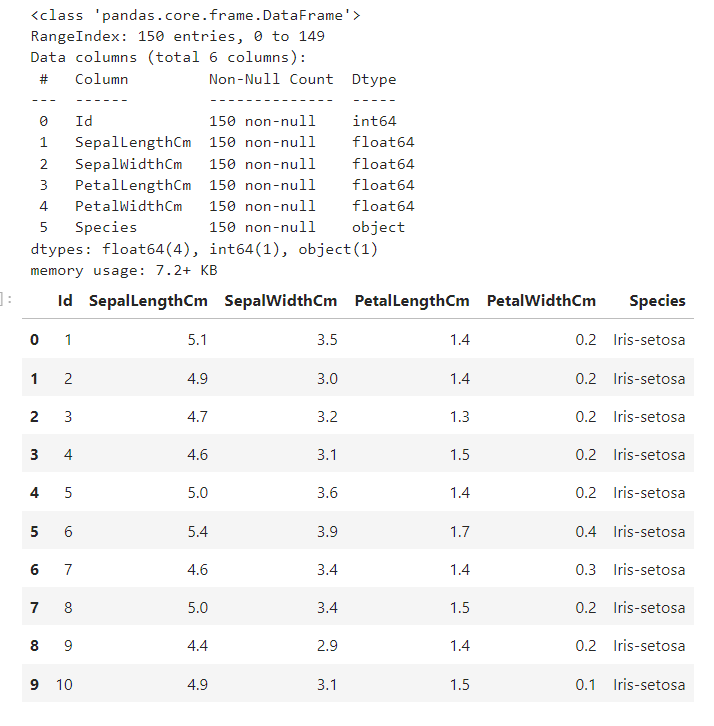 <class 'pandas.core.frame.DataFrame'>
RangeIndex: 150 entries, 0 to 149
Data columns (total 6 columns):
 #   Column         Non-Null Count  Dtype
---  ------         --------------  -----
 0   Id             150 non-null    int64
 1   SepalLengthCm  150 non-null    float64
 2   SepalWidthCm   150 non-null    float64
 3   PetalLengthCm  150 non-null    float64
 4   PetalWidthCm   150 non-null    float64
 5   Species        150 non-null    object
dtypes: float64(4), int64(1), object(1)
memory usage: 7.2+ KB
]: Id SepalLengthCm SepalWidthCm PetalLengthCm PetalWidthCm Species
0 1 5.1 3.5 1.4 0.2 Iris-setosa
1 2 4.9 3.0 1.4 0.2 Iris-setosa
2 3 4.7 3.2 1.3 0.2 Iris-setosa
3 4 4.6 3.1 1.5 0.2 Iris-setosa
4 5 5.0 3.6 1.4 0.2 Iris-setosa
5 6 5.4 3.9 1.7 0.4 Iris-setosa
6 7 4.6 3.4 1.4 0.3 Iris-setosa
7 8 5.0 3.4 1.5 0.2 Iris-setosa
8 9 4.4 2.9 1.4 0.2 Iris-setosa
9 10 4.9 3.1 1.5 0.1 Iris-setosa